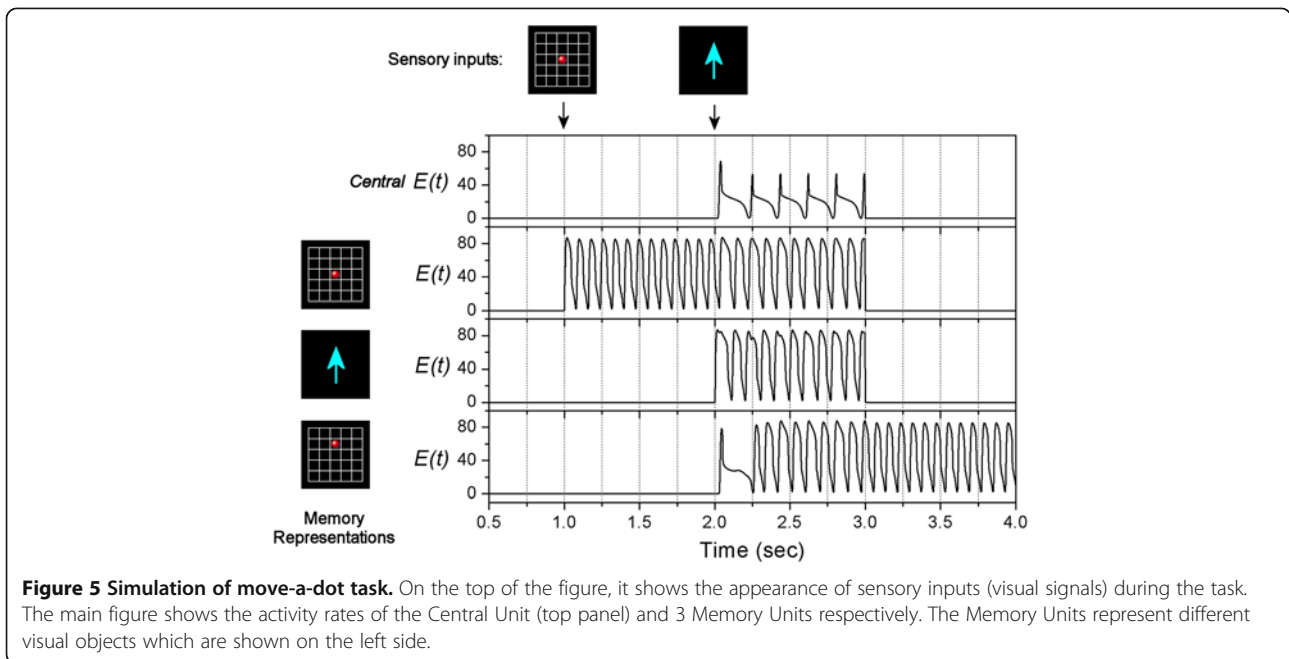 Sensory inputs:
Central E(t)
80
40
0
E(t)
80
40
0
E(t)
80
40
0
E(t)
80
40
0
Memory
Representations
0.5 1.0 1.5 2.0 2.5 3.0 3.5 4.0
Time (sec)
Figure 5 Simulation of move-a-dot task. On the top of the figure, it shows the appearance of sensory inputs (visual signals) during the task.
The main figure shows the activity rates of the Central Unit (top panel) and 3 Memory Units respectively. The Memory Units represent different
visual objects which are shown on the left side.